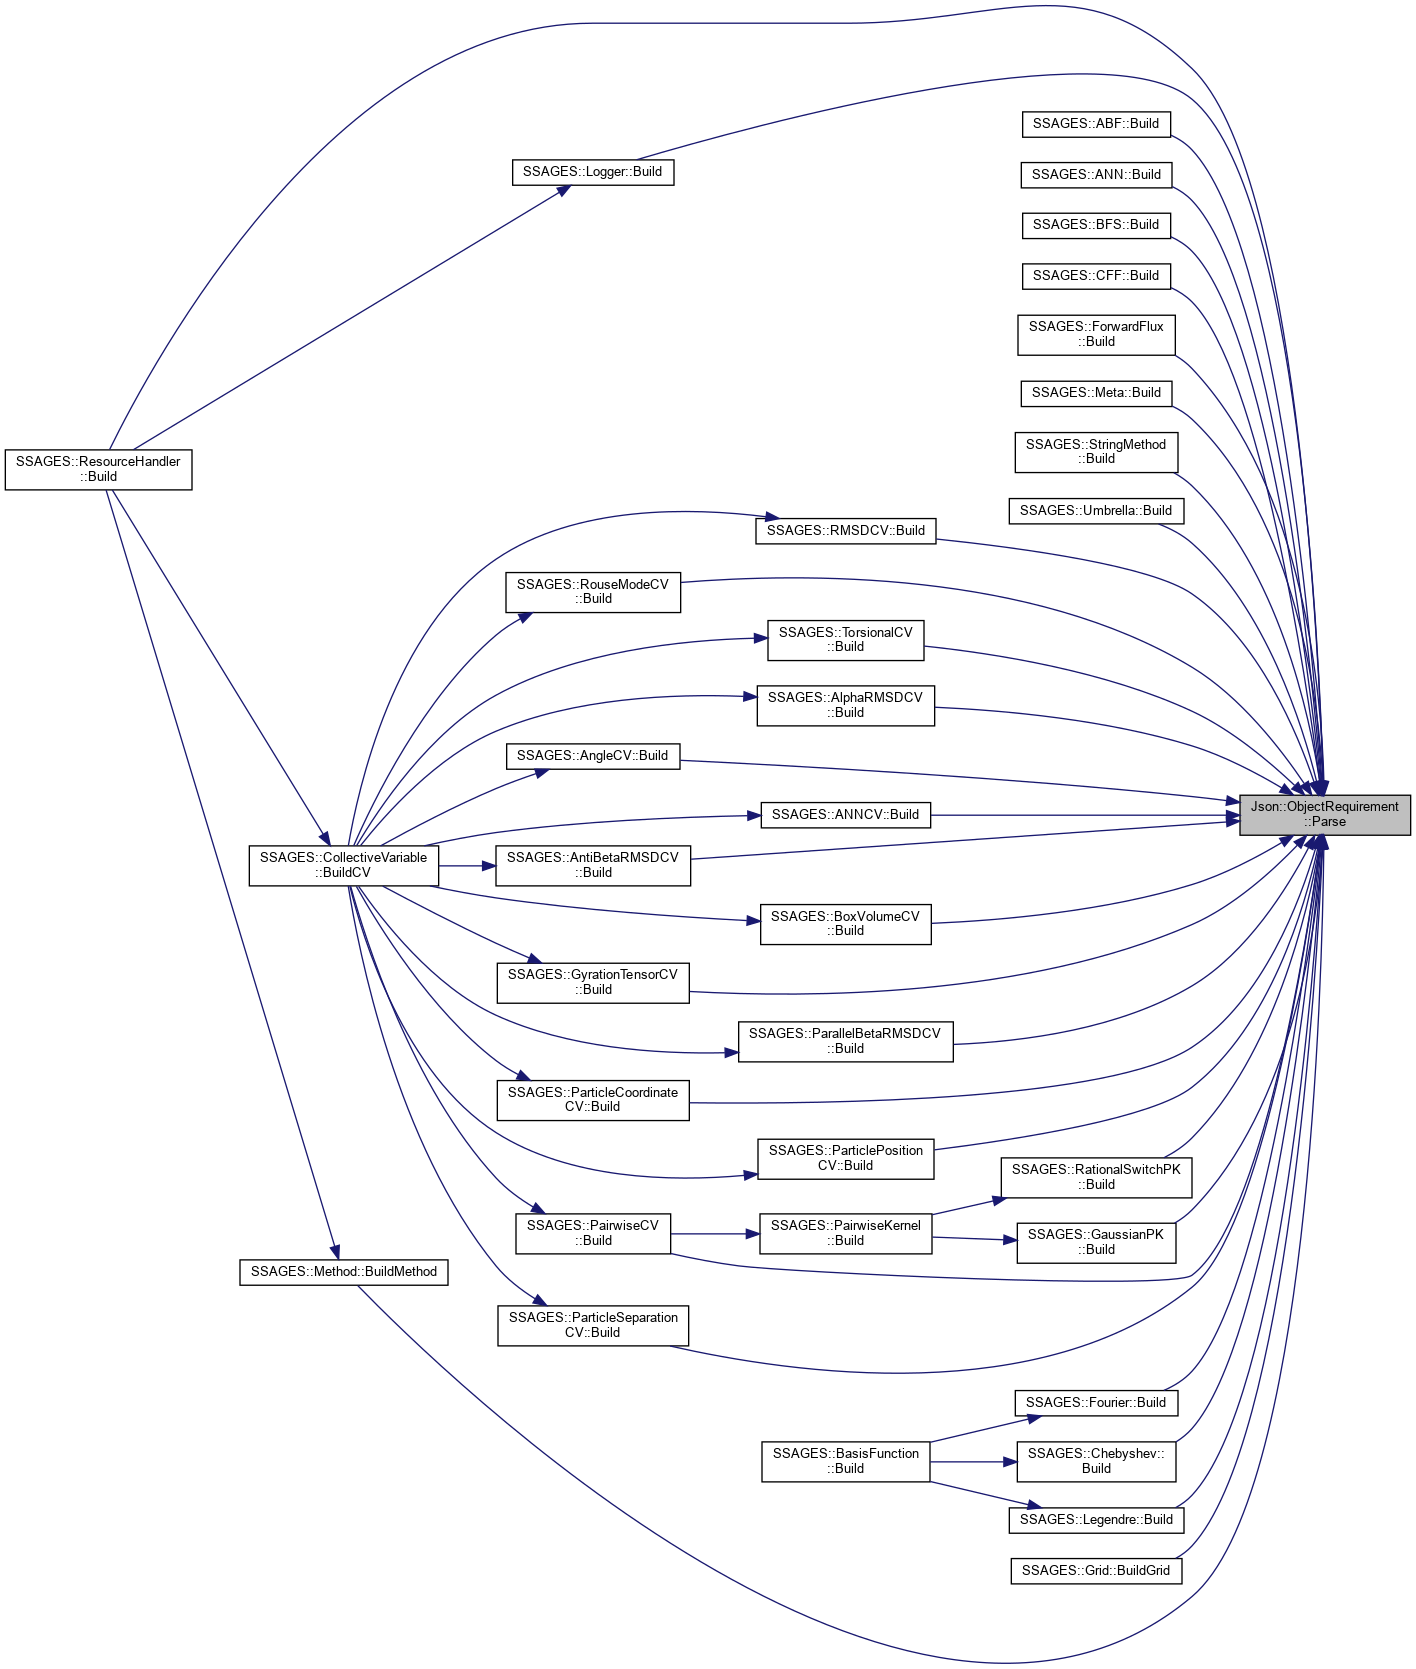 SSAGES::ABF::Build
SSAGES::Logger::Build
SSAGES::ANN::Build
SSAGES::BFS::Build
SSAGES::CFF::Build
SSAGES::ForwardFlux
::Build
SSAGES::Meta::Build
SSAGES::StringMethod
::Build
SSAGES::ResourceHandler
::Build
SSAGES::Umbrella::Build
SSAGES::RMSDCV::Build
SSAGES::RouseModeCV
::Build
SSAGES::TorsionalCV
::Build
SSAGES::AlphaRMSDCV
::Build
SSAGES::AngleCV::Build
Json::ObjectRequirement
::Parse
SSAGES::ANNCV::Build
SSAGES::CollectiveVariable
::BuildCV
SSAGES::AntiBetaRMSDCV
::Build
SSAGES::BoxVolumeCV
::Build
SSAGES::GyrationTensorCV
::Build
SSAGES::ParallelBetaRMSDCV
::Build
SSAGES::ParticleCoordinate
CV::Build
SSAGES::ParticlePosition
CV::Build
SSAGES::RationalSwitchPK
::Build
SSAGES::PairwiseCV
::Build
SSAGES::PairwiseKernel
::Build
SSAGES::GaussianPK
::Build
SSAGES::Method::BuildMethod
SSAGES::ParticleSeparation
CV::Build
SSAGES::Fourier::Build
SSAGES::BasisFunction
::Build
SSAGES::Chebyshev::
Build
SSAGES::Legendre::Build
SSAGES::Grid::BuildGrid